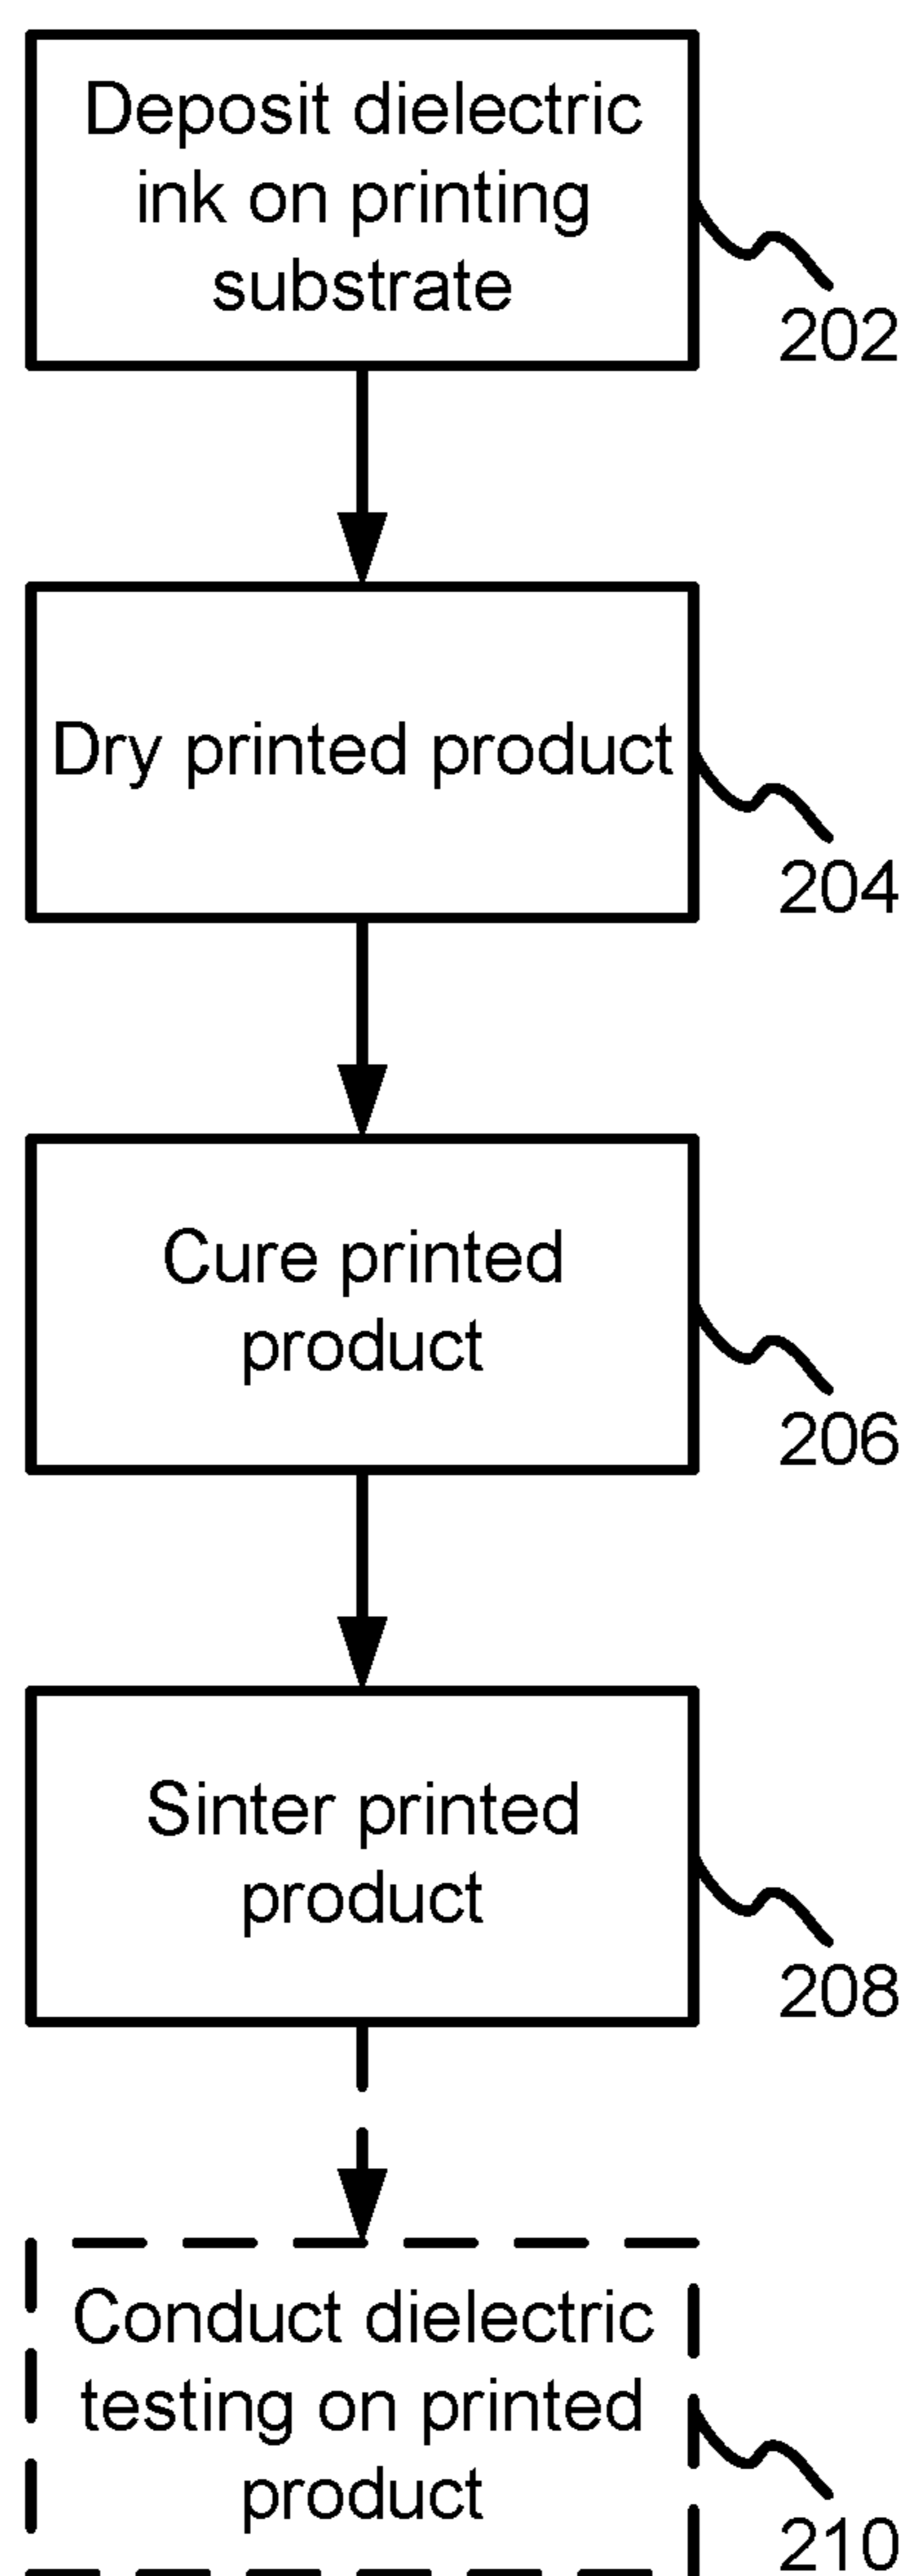 Deposit dielectric
ink on printing
substrate
202
Dry printed product
204
Cure printed
product
206
Sinter printed
product
208
Conduct dielectric
testing on printed
product
210